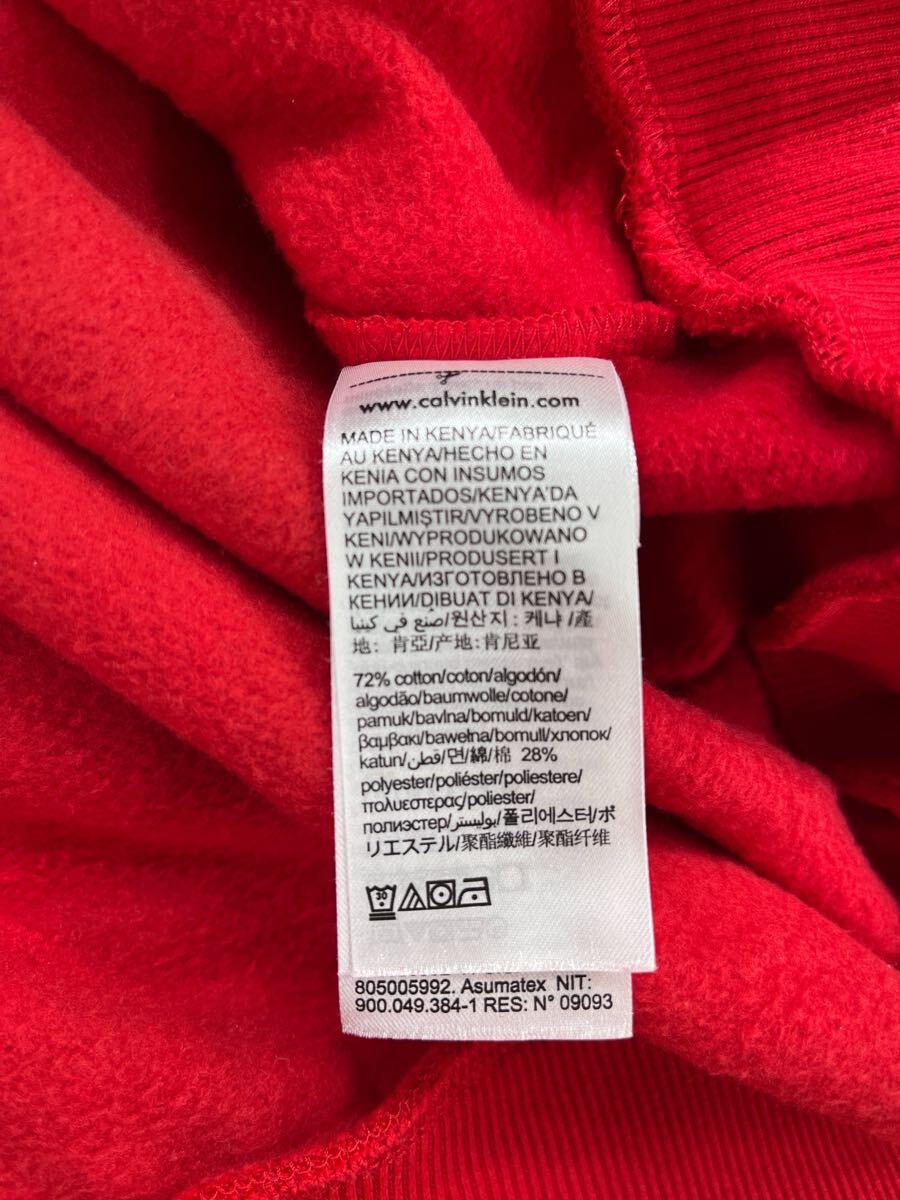 www.calvinklein.com
MADE IN KENYA/FABRIQUÉ
AU KENYA/HECHO EN
KENIA CON INSUMOS
IMPORTADOS/KENYA'DA
YAPILMIŞTIR/VYROBENO V
KENI/WYPRODUKOWANO
W KENII/PRODUSERT I
KENYA/ИЗГОТОВЛЕНО В
КЕНИИ/DIBUAT DI KENYA/
صُنع في كينيا/원산지 : 케냐 /產
地: 肯亞/产地: 肯尼亚
72% cotton/coton/algodón/
algodão/baumwolle/cotone/
pamuk/bavlna/bomuld/katoen/
βαμβακι/bawełna/bomull/хлопок/
katun/قطن/면/綿/棉 28%
polyester/poliéster/poliestere/
πολυεστερας/poliester/
полиэстер/بوليستر/폴리에스터/ポ
リエステル/聚酯纖維/聚酯纤维
30
805005992. Asumatex NIT:
900.049.384-1 RES: N° 09093